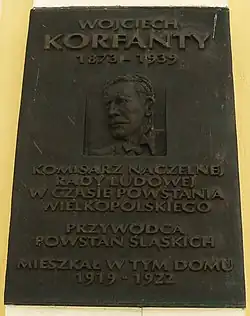 WOJCIECH
KORFANTY
1873 - 1939
KOMISARZ NACZELNEJ
RADY LUDOWEJ
W CZASIE POWSTANIA
WIELKOPOLSKIEGO
PRZYWÓDCA
POWSTAŃ ŚLĄSKICH
MIESZKAŁ W TYM DOMU
1919 - 1922